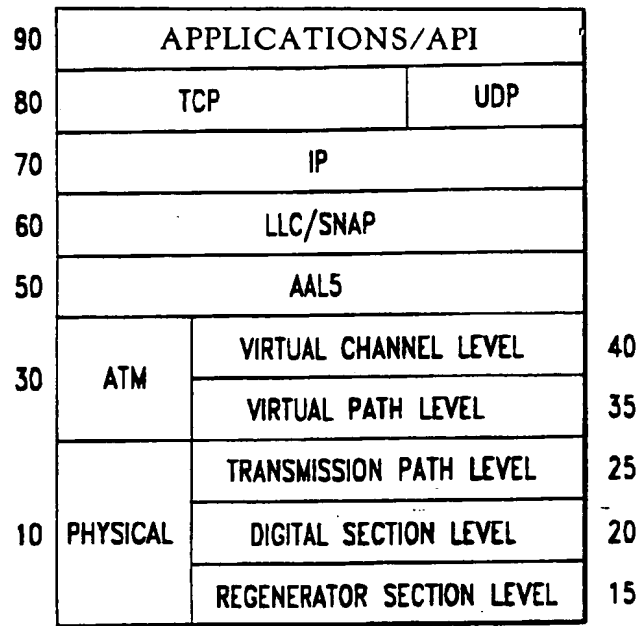 90 APPLICATIONS/API
80 TCP UDP
70 IP
60 LLC/SNAP
50 AAL5
VIRTUAL CHANNEL LEVEL 40
30 ATM
VIRTUAL PATH LEVEL 35
TRANSMISSION PATH LEVEL 25
10 PHYSICAL DIGITAL SECTION LEVEL 20
REGENERATOR SECTION LEVEL 15